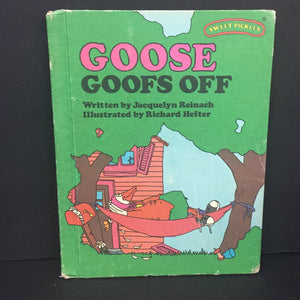 SWEET PICKLES
GOOSE
GOOFS OFF
Written by Jacquelyn Reinach
Illustrated by Richard Hefter